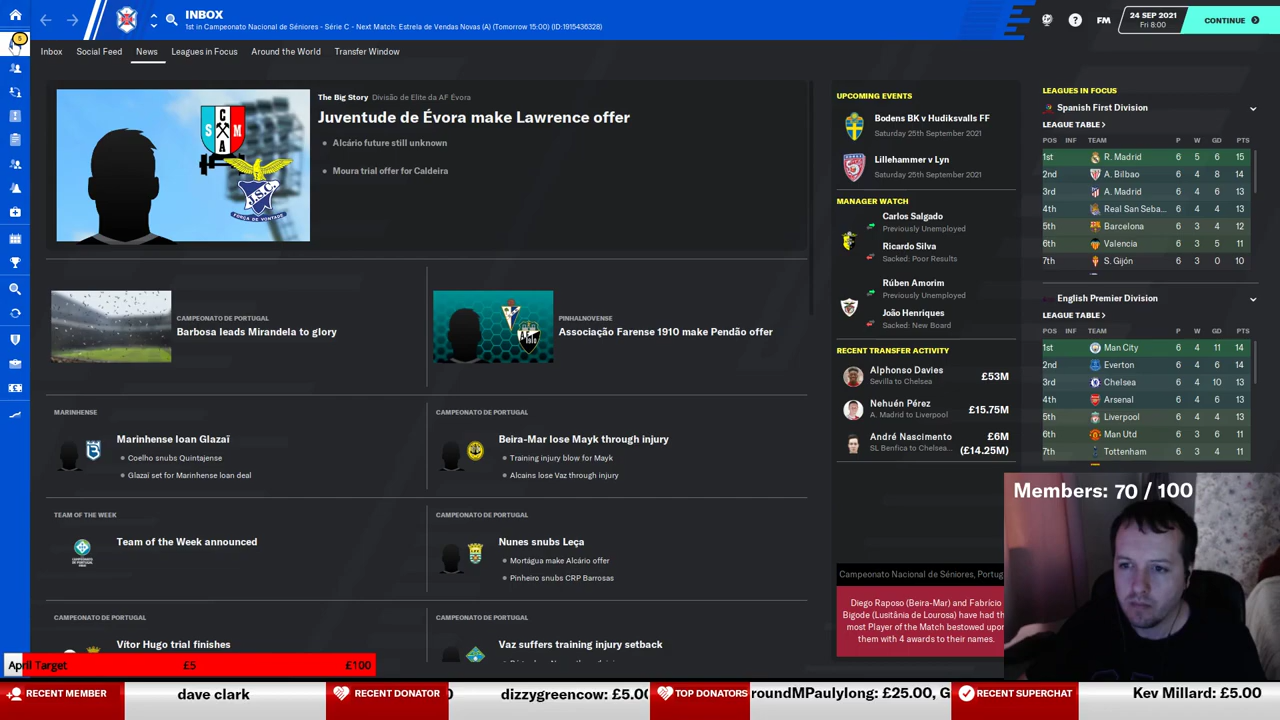 INBOX
1st in Campeonato Nacional de Séniores - Série C - Next Match: Estrela de Vendas Novas (A) (Tomorrow 15:00) (ID:1915436328)
FM
24 SEP 2021
Fri 8:00
CONTINUE
5
Inbox Social Feed News Leagues in Focus Around the World Transfer Window
The Big Story Divisão de Elite da AF Évora
Juventude de Évora make Lawrence offer
Alcário future still unknown
Moura trial offer for Caldeira
CAMPEONATO DE PORTUGAL
Barbosa leads Mirandela to glory
PINHALNOVENSE
Associação Farense 1910 make Pendão offer
MARINHENSE
Marinhense loan Glazaï
Coelho snubs Quintajense
Glazai set for Marinhense loan deal
CAMPEONATO DE PORTUGAL
Beira-Mar lose Mayk through injury
Training injury blow for Mayk
Alcains lose Vaz through injury
TEAM OF THE WEEK
Team of the Week announced
CAMPEONATO DE PORTUGAL
Nunes snubs Leça
Mortágua make Alcário offer
Pinheiro snubs CRP Barrosas
CAMPEONATO DE PORTUGAL
Vítor Hugo trial finishes
CAMPEONATO DE PORTUGAL
Vaz suffers training injury setback
UPCOMING EVENTS
Bodens BK v Hudiksvalls FF
Saturday 25th September 2021
Lillehammer v Lyn
Saturday 25th September 2021
MANAGER WATCH
Carlos Salgado
Previously Unemployed
Ricardo Silva
Sacked: Poor Results
Rúben Amorim
Previously Unemployed
João Henriques
Sacked: New Board
RECENT TRANSFER ACTIVITY
Alphonso Davies £53M
Sevilla to Chelsea
Nehuén Pérez £15.75M
A. Madrid to Liverpool
André Nascimento £6M
SL Benfica to Chelsea... (£14.25M)
Campeonato Nacional de Séniores, Portug
Diego Raposo (Beira-Mar) and Fabrício
Bigode (Lusitânia de Lourosa) have had th
most Player of the Match bestowed upon
them with 4 awards to their names.
LEAGUES IN FOCUS
Spanish First Division
LEAGUE TABLE
POS INF TEAM P W GD PTS
1st R. Madrid 6 5 6 15
2nd A. Bilbao 6 4 8 14
3rd A. Madrid 6 4 6 13
4th Real San Seba... 6 4 4 13
5th Barcelona 6 3 4 12
6th Valencia 6 3 5 11
7th S. Gijón 6 3 0 10
English Premier Division
LEAGUE TABLE
POS INF TEAM P W GD PTS
1st Man City 6 4 11 14
2nd Everton 6 4 6 14
3rd Chelsea 6 4 10 13
4th Arsenal 6 4 6 13
5th Liverpool 6 4 4 13
6th Man Utd 6 3 6 11
7th Tottenham 6 3 4 11
Members: 70 / 100
April Target £5 £100
RECENT MEMBER dave clark RECENT DONATOR 0 dizzygreencow: £5.00 TOP DONATORS roundMPaulylong: £25.00, G RECENT SUPERCHAT Kev Millard: £5.00